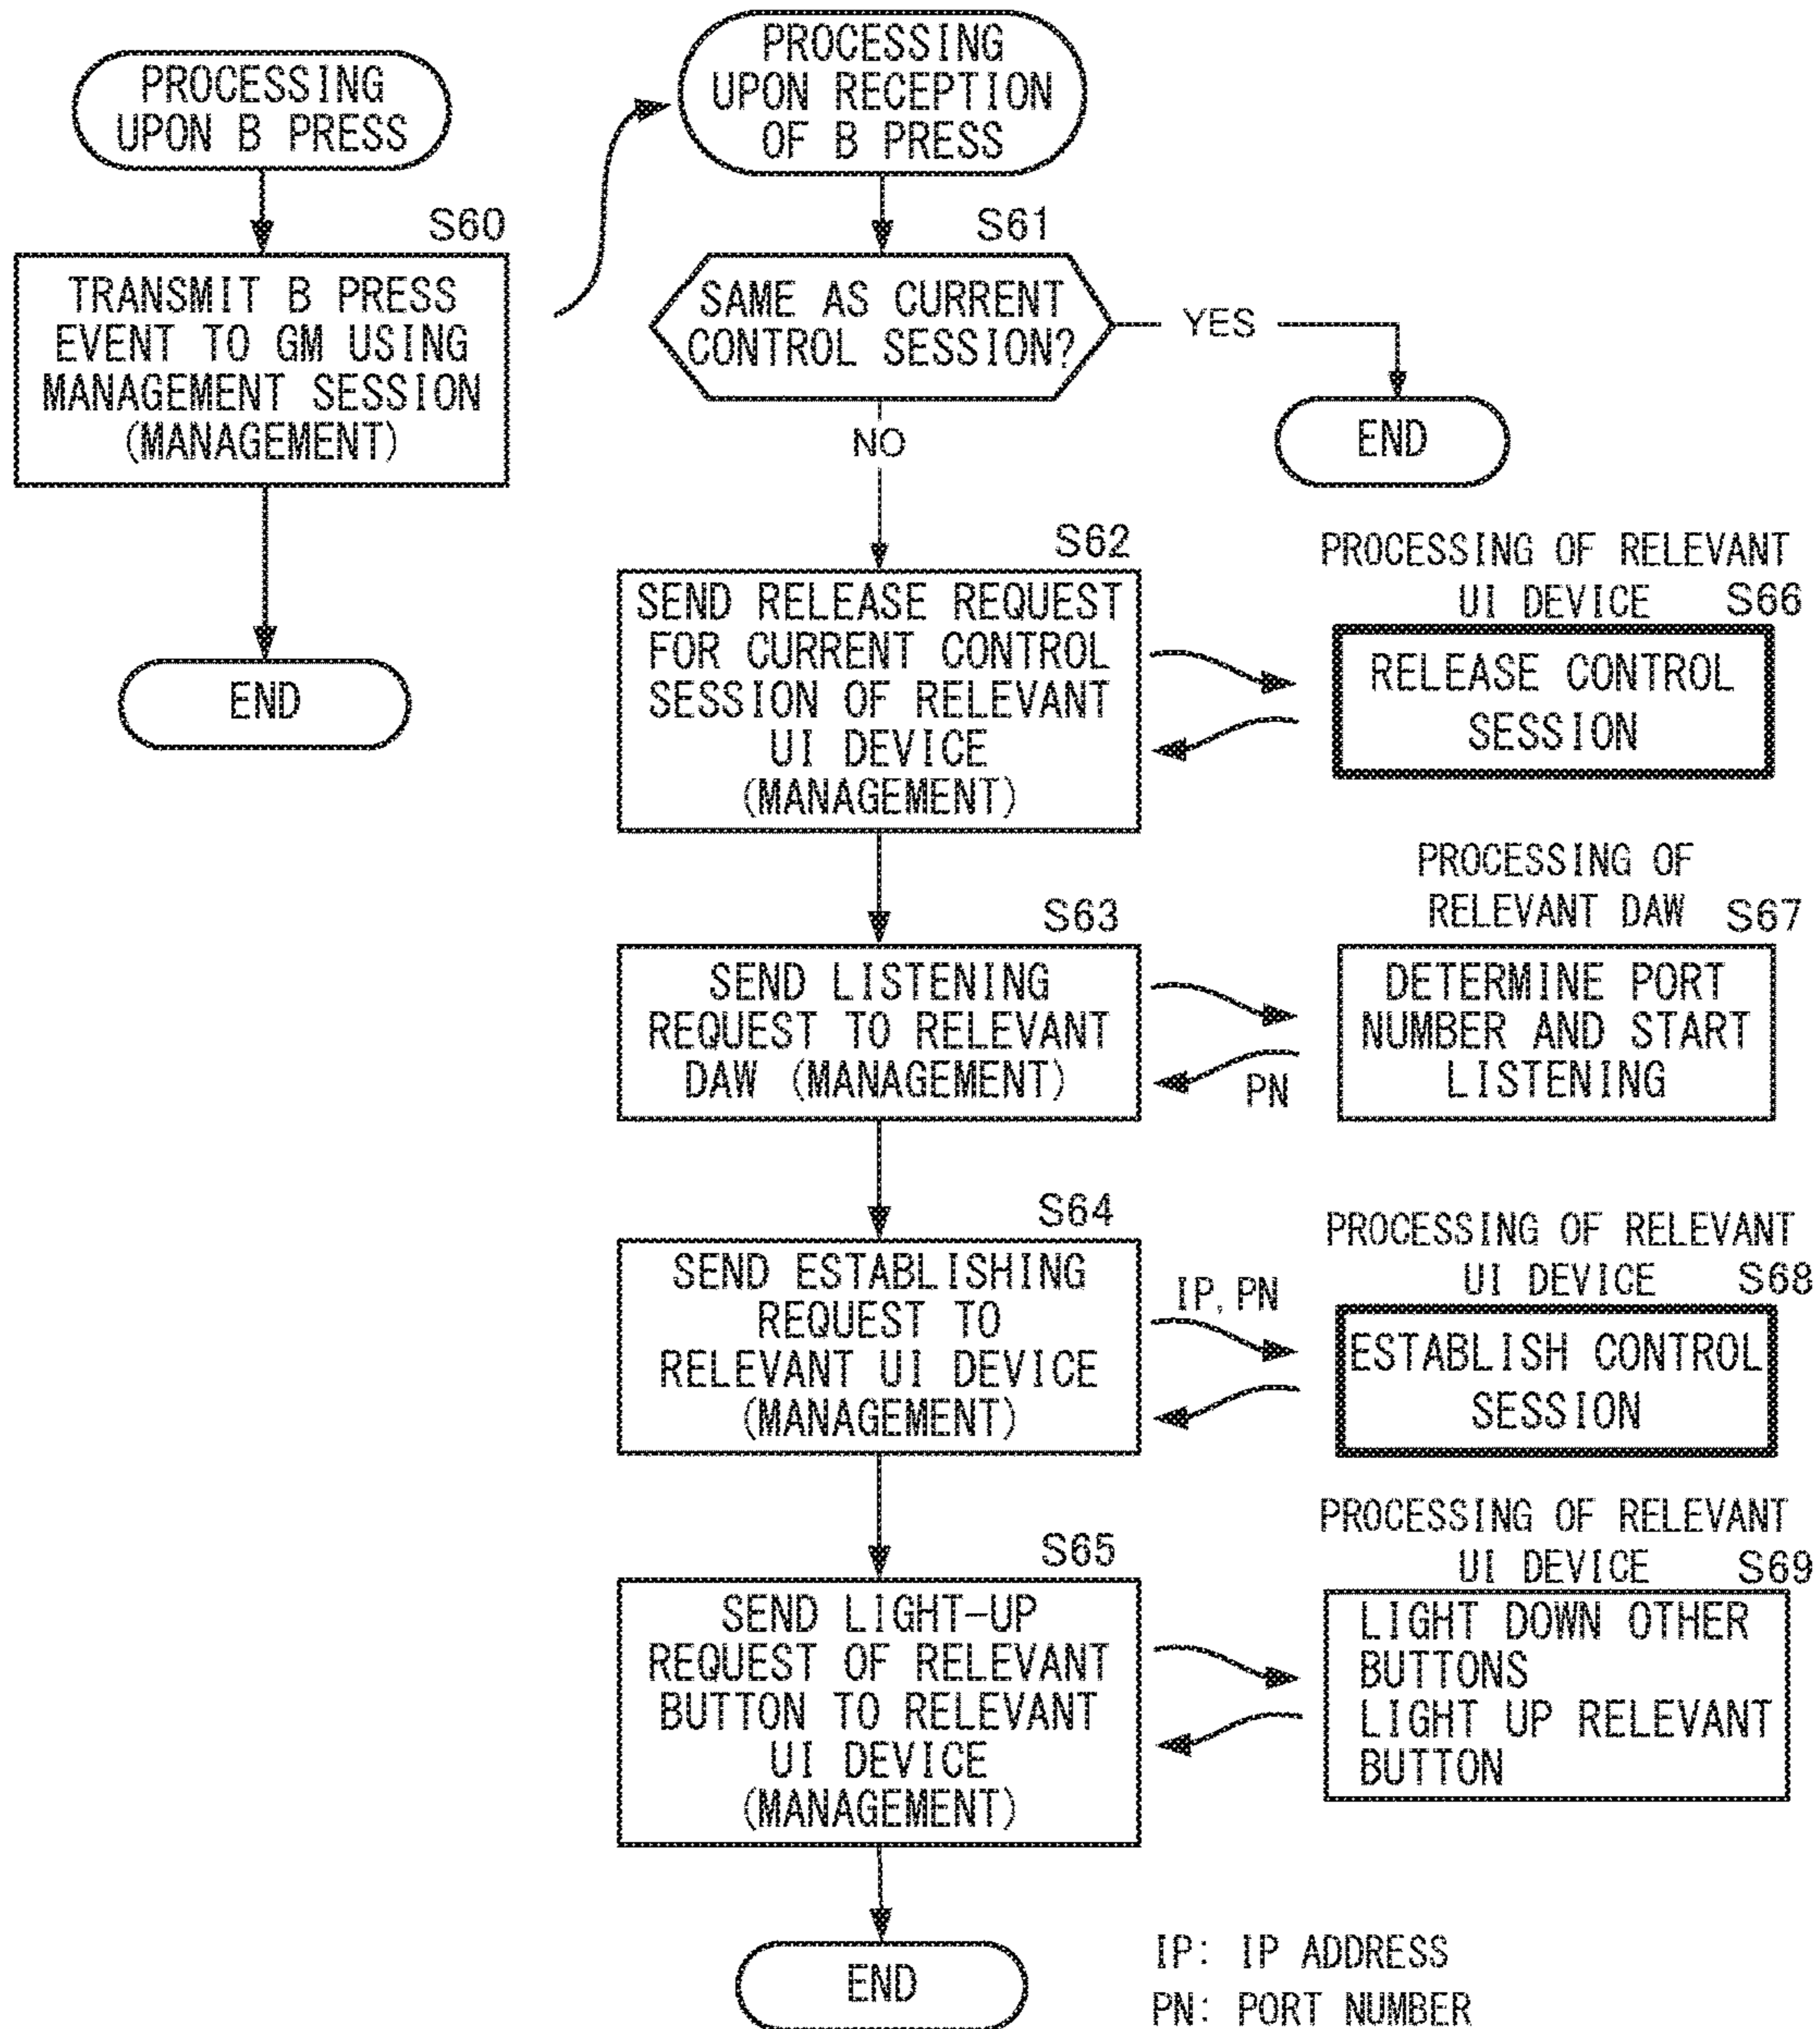 PROCESSING
UPON B PRESS
S60
TRANSMIT B PRESS
EVENT TO GM USING
MANAGEMENT SESSION
(MANAGEMENT)
END
PROCESSING
UPON RECEPTION
OF B PRESS
S61
SAME AS CURRENT
CONTROL SESSION?
YES
END
NO
S62
SEND RELEASE REQUEST
FOR CURRENT CONTROL
SESSION OF RELEVANT
UI DEVICE
(MANAGEMENT)
PROCESSING OF RELEVANT
UI DEVICE S66
RELEASE CONTROL
SESSION
S63
SEND LISTENING
REQUEST TO RELEVANT
DAW (MANAGEMENT)
PN
PROCESSING OF
RELEVANT DAW S67
DETERMINE PORT
NUMBER AND START
LISTENING
S64
SEND ESTABLISHING
REQUEST TO
RELEVANT UI DEVICE
(MANAGEMENT)
IP, PN
PROCESSING OF RELEVANT
UI DEVICE S68
ESTABLISH CONTROL
SESSION
S65
SEND LIGHT-UP
REQUEST OF RELEVANT
BUTTON TO RELEVANT
UI DEVICE
(MANAGEMENT)
PROCESSING OF RELEVANT
UI DEVICE S69
LIGHT DOWN OTHER
BUTTONS
LIGHT UP RELEVANT
BUTTON
END
IP: IP ADDRESS
PN: PORT NUMBER